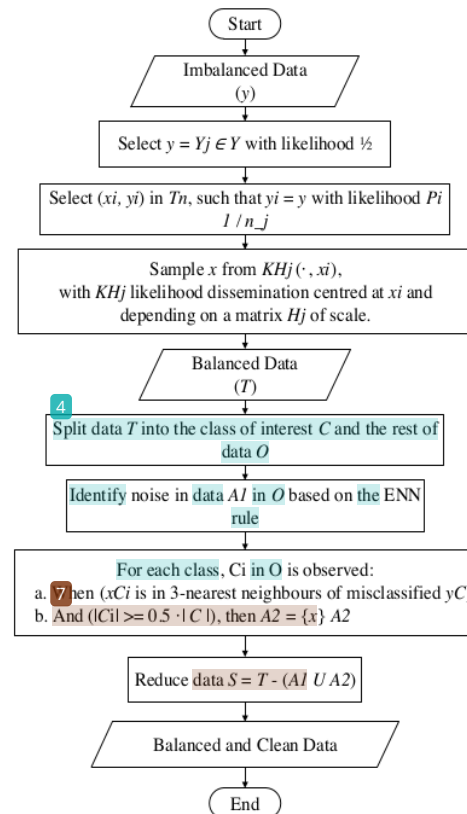 Start
Imbalanced Data
(y)
Select y = Yj ∈ Y with likelihood ½
Select (xi, yi) in Tn, such that yi = y with likelihood Pi
1 / n_j
Sample x from KHj (·, xi),
with KHj likelihood dissemination centred at xi and
depending on a matrix Hj of scale.
Balanced Data
(T)
4
Split data T into the class of interest C and the rest of
data O
Identify noise in data A1 in O based on the ENN
rule
For each class, Ci in O is observed:
7
a. When (xCi is in 3-nearest neighbours of misclassified yC
b. And (|Ci| >= 0.5 ·| C |), then A2 = {x} A2
Reduce data S = T - (A1 U A2)
Balanced and Clean Data
End